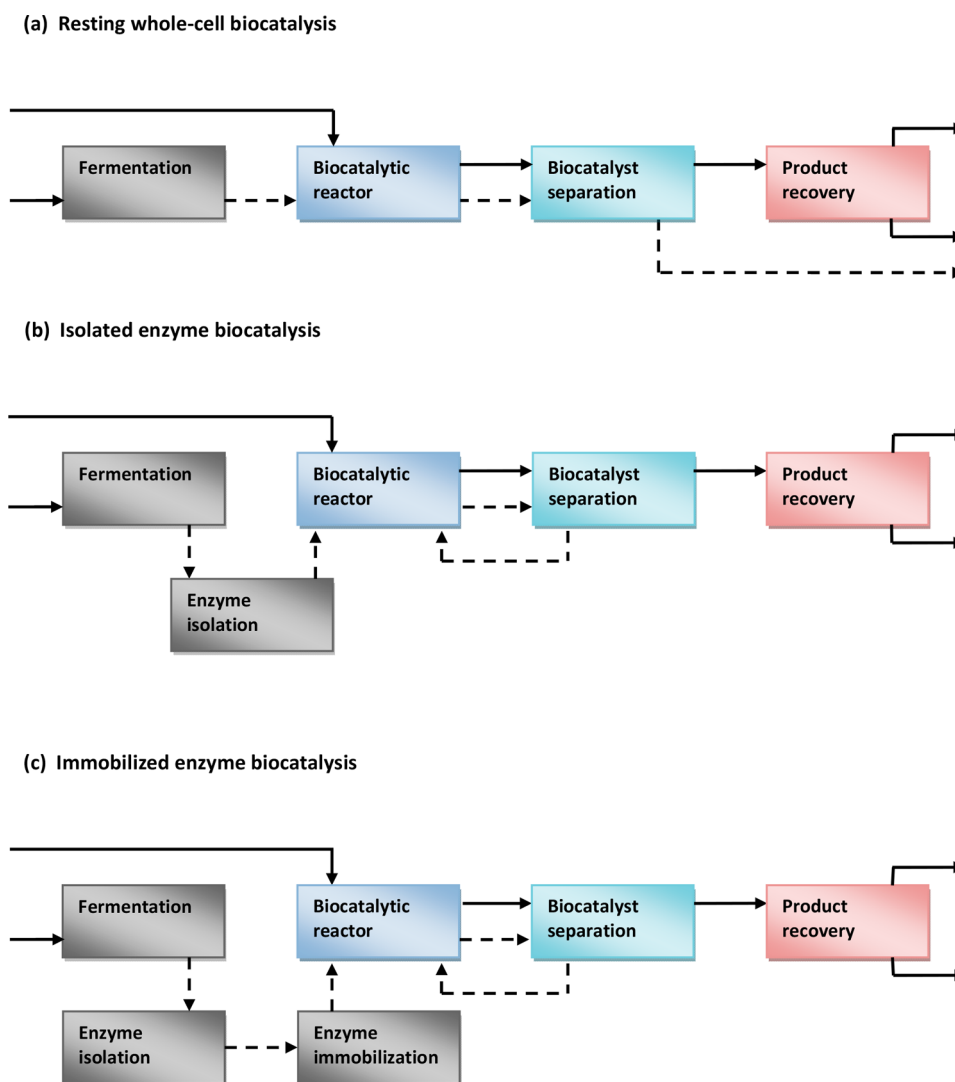 (a) Resting whole-cell biocatalysis
Fermentation
Biocatalytic
reactor
Biocatalyst
separation
Product
recovery
(b) Isolated enzyme biocatalysis
Fermentation
Biocatalytic
reactor
Biocatalyst
separation
Product
recovery
Enzyme
isolation
(c) Immobilized enzyme biocatalysis
Fermentation
Biocatalytic
reactor
Biocatalyst
separation
Product
recovery
Enzyme
isolation
Enzyme
immobilization